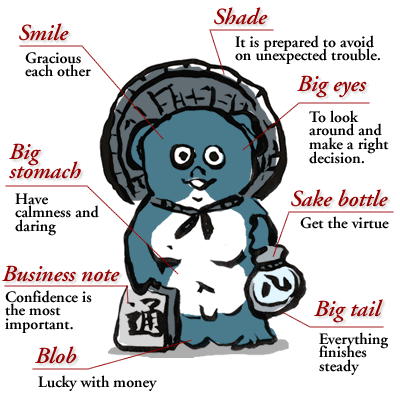 Smile
Gracious
each other
Shade
It is prepared to avoid
on unexpected trouble.
Big eyes
To look
around and
make a right
decision.
Big
stomach
Have
calmness and
daring
Sake bottle
Get the virtue
Business note
Confidence is
the most
important.
通
Big tail
Everything
finishes
steady
Blob
Lucky with money